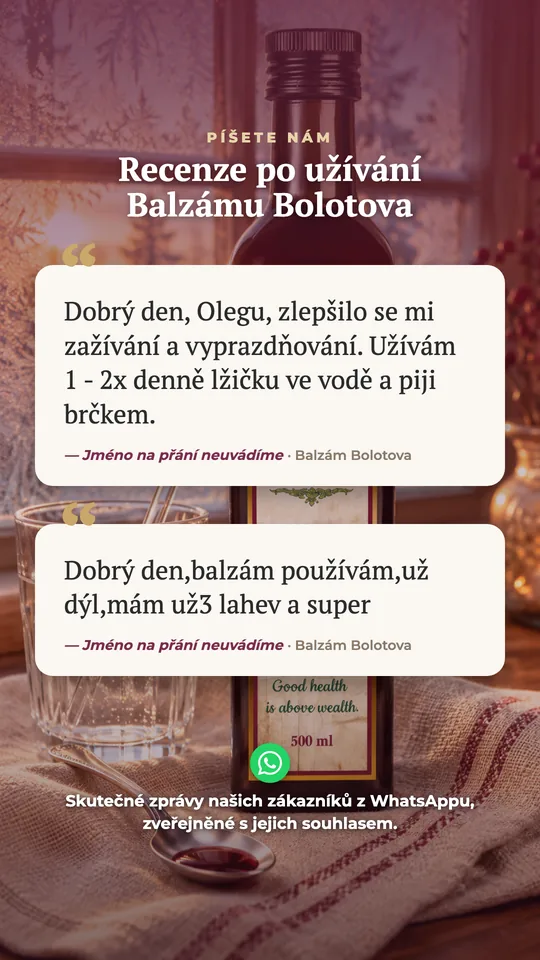 PÍŠETE NÁM
Recenze po užívání
Balzámu Bolotova
“
Dobrý den, Olegu, zlepšilo se mi
zažívání a vyprazdňování. Užívám
1 - 2x denně lžičku ve vodě a piji
brčkem.
— Jméno na přání neuvádíme · Balzám Bolotova
“
Dobrý den,balzám používám,už
dýl,mám už3 lahev a super
— Jméno na přání neuvádíme · Balzám Bolotova
Good health
is above wealth.
500 ml
Skutečné zprávy našich zákazníků z WhatsAppu,
zveřejněné s jejich souhlasem.